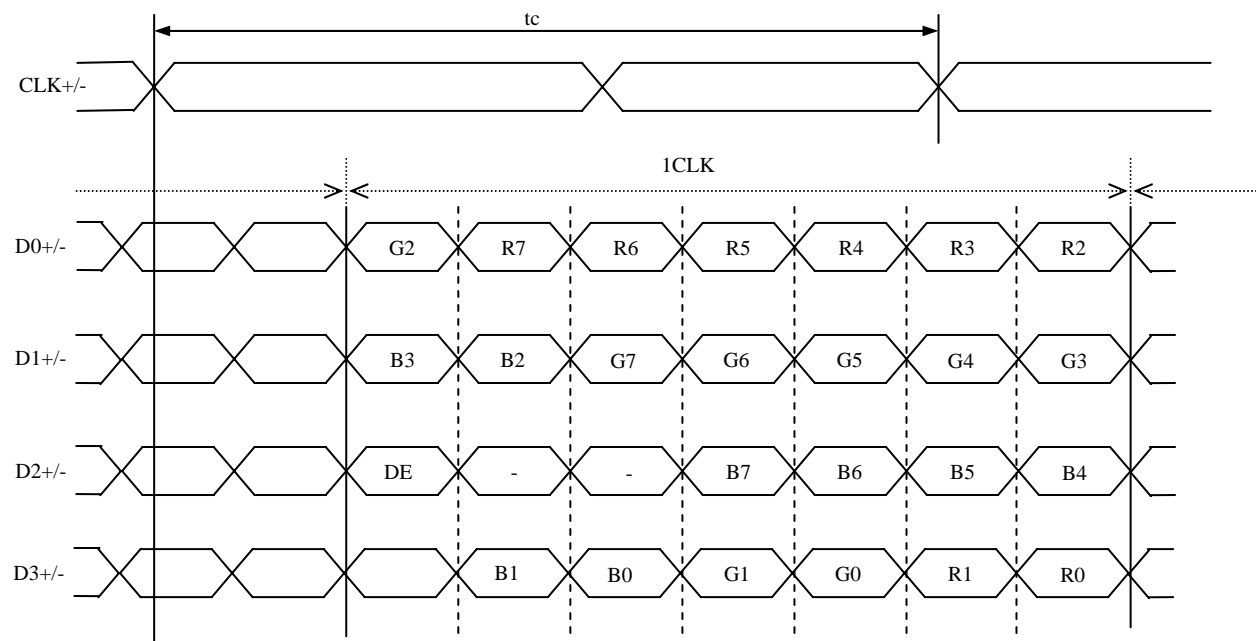 tc
CLK+/-
1CLK
D0+/- G2 R7 R6 R5 R4 R3 R2
D1+/- B3 B2 G7 G6 G5 G4 G3
D2+/- DE - - B7 B6 B5 B4
D3+/- B1 B0 G1 G0 R1 R0